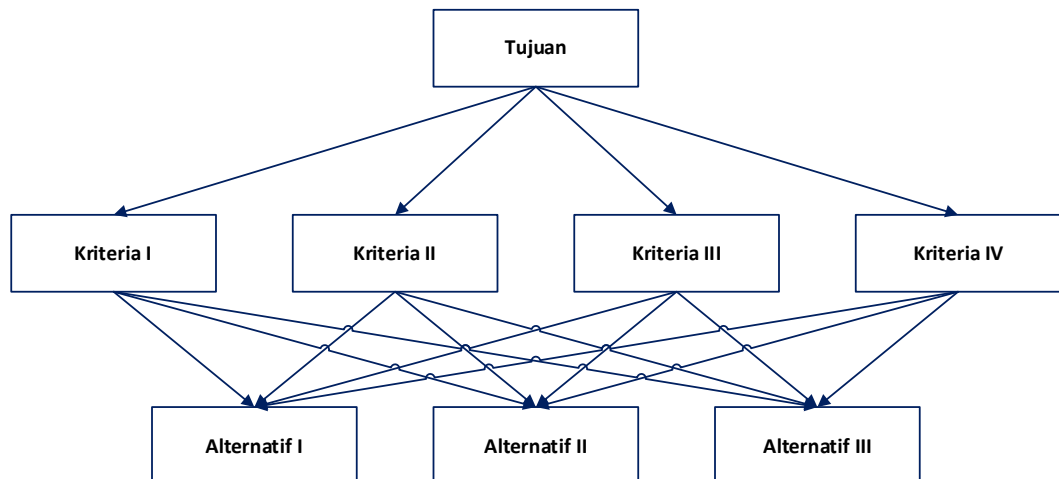 Tujuan
Kriteria I
Kriteria II
Kriteria III
Kriteria IV
Alternatif I
Alternatif II
Alternatif III